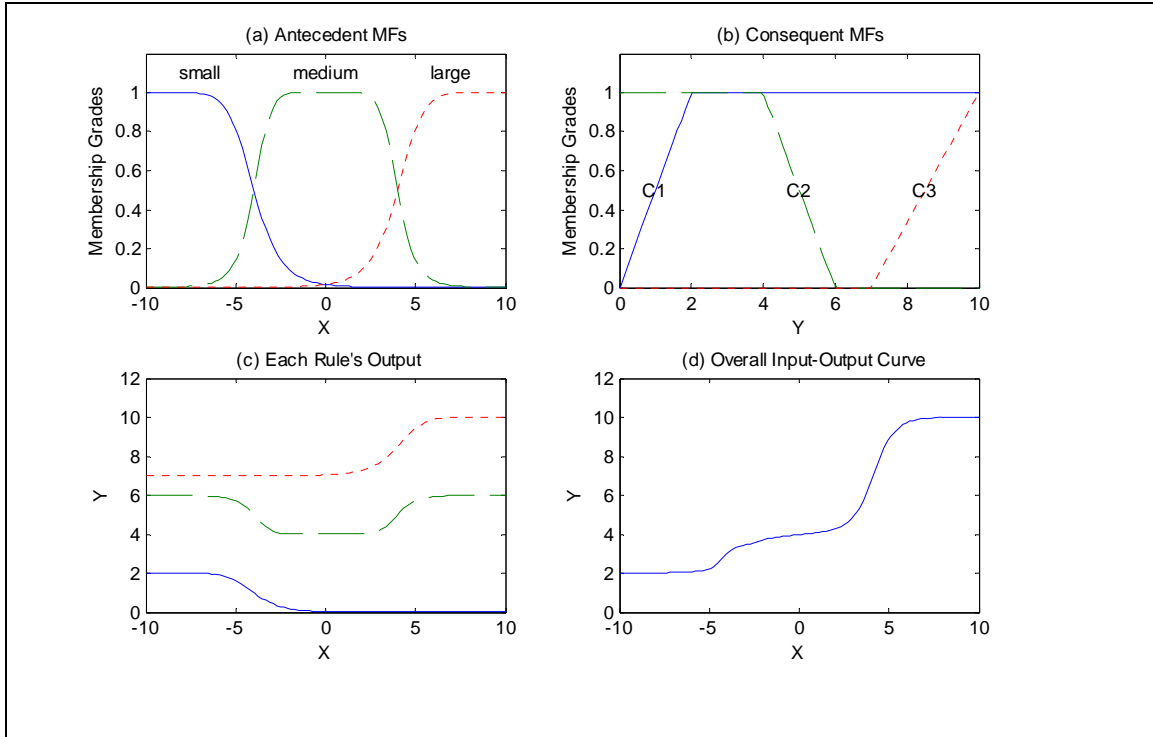 (a) Antecedent MFs
small medium large
Membership Grades
1
0.8
0.6
0.4
0.2
0
-10 -5 0 5 10
X
(b) Consequent MFs
Membership Grades
1
0.8
0.6
0.4
0.2
0
C1 C2 C3
0 2 4 6 8 10
Y
(c) Each Rule's Output
Y
12
10
8
6
4
2
0
-10 -5 0 5 10
X
(d) Overall Input-Output Curve
Y
12
10
8
6
4
2
0
-10 -5 0 5 10
X